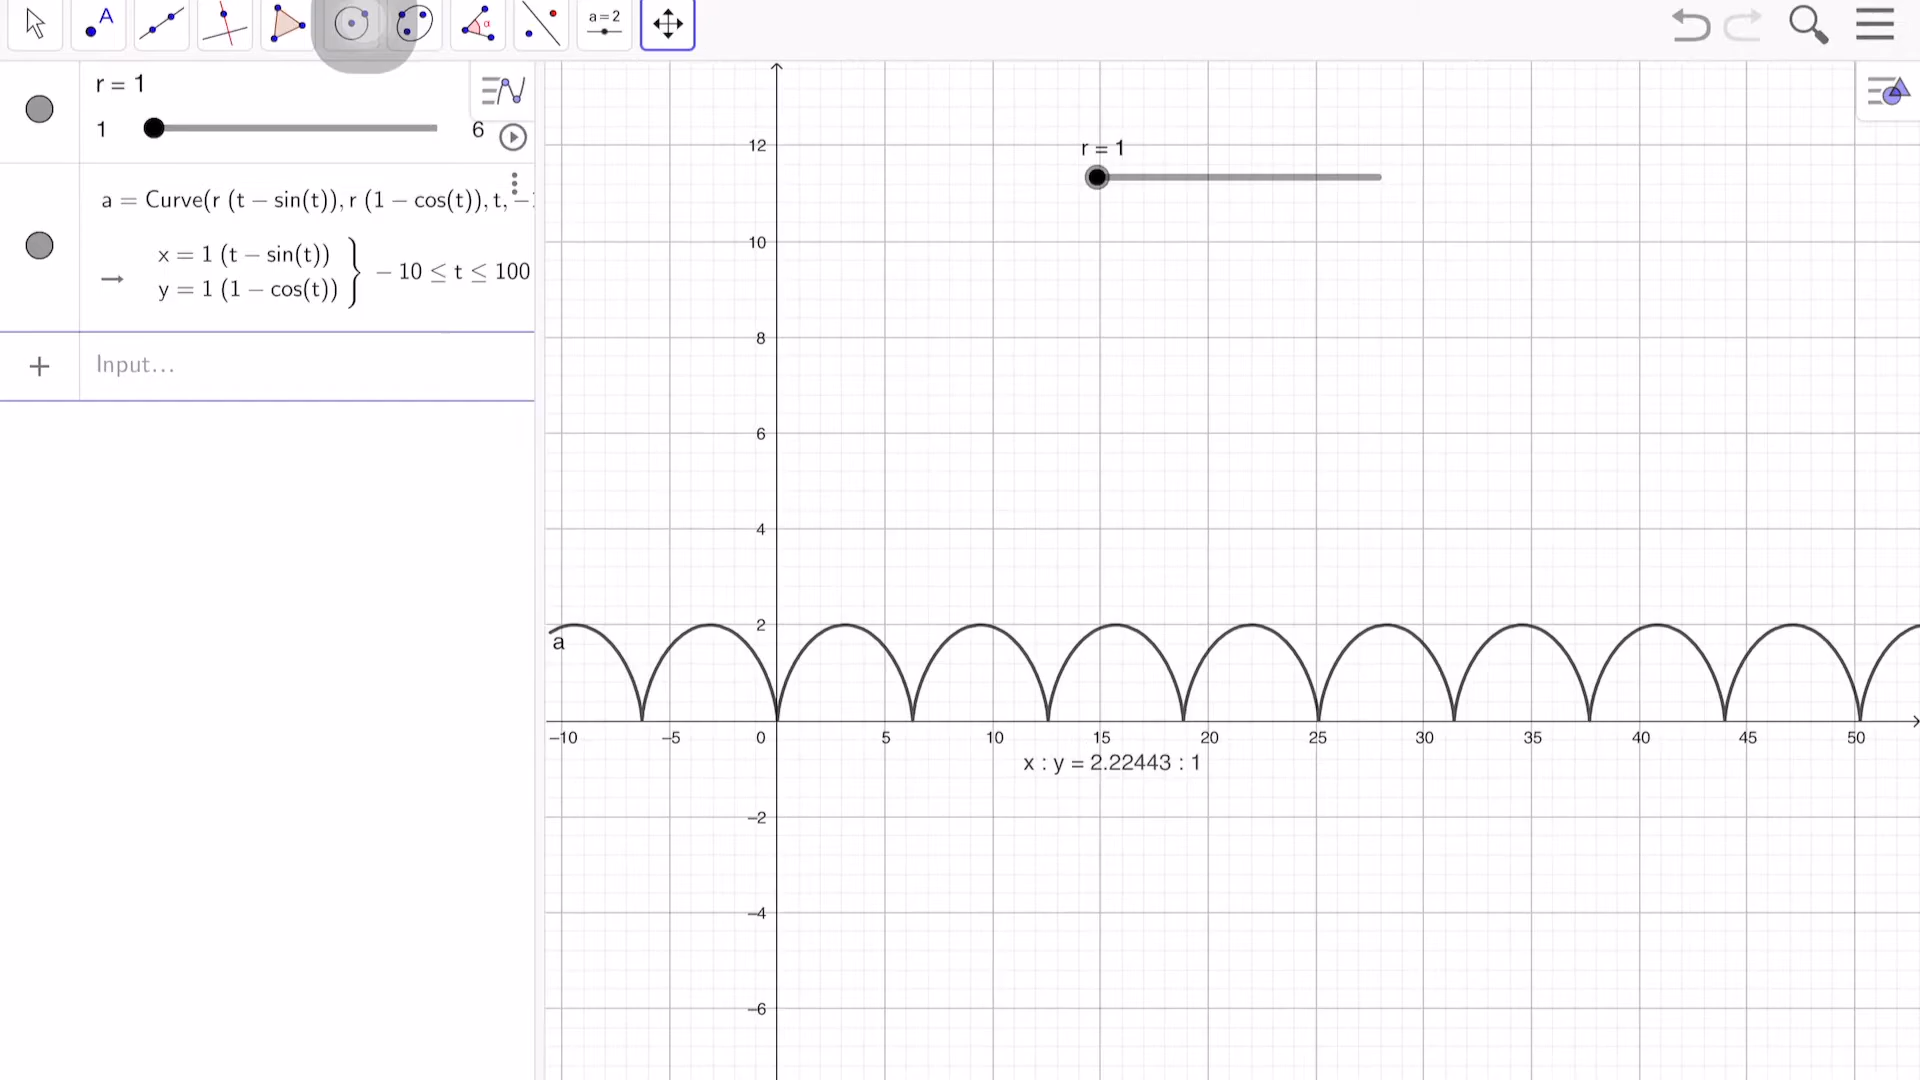 A
α
a=2
r = 1
1
6
a = Curve(r (t − sin(t)), r (1 − cos(t)), t, −
x = 1 (t − sin(t))
y = 1 (1 − cos(t))
} − 10 ≤ t ≤ 100
→
+ Input...
r = 1
12
10
8
6
4
2
a
−10 −5 0 5 10 15 20 25 30 35 40 45 50
x : y = 2.22443 : 1
−2
−4
−6